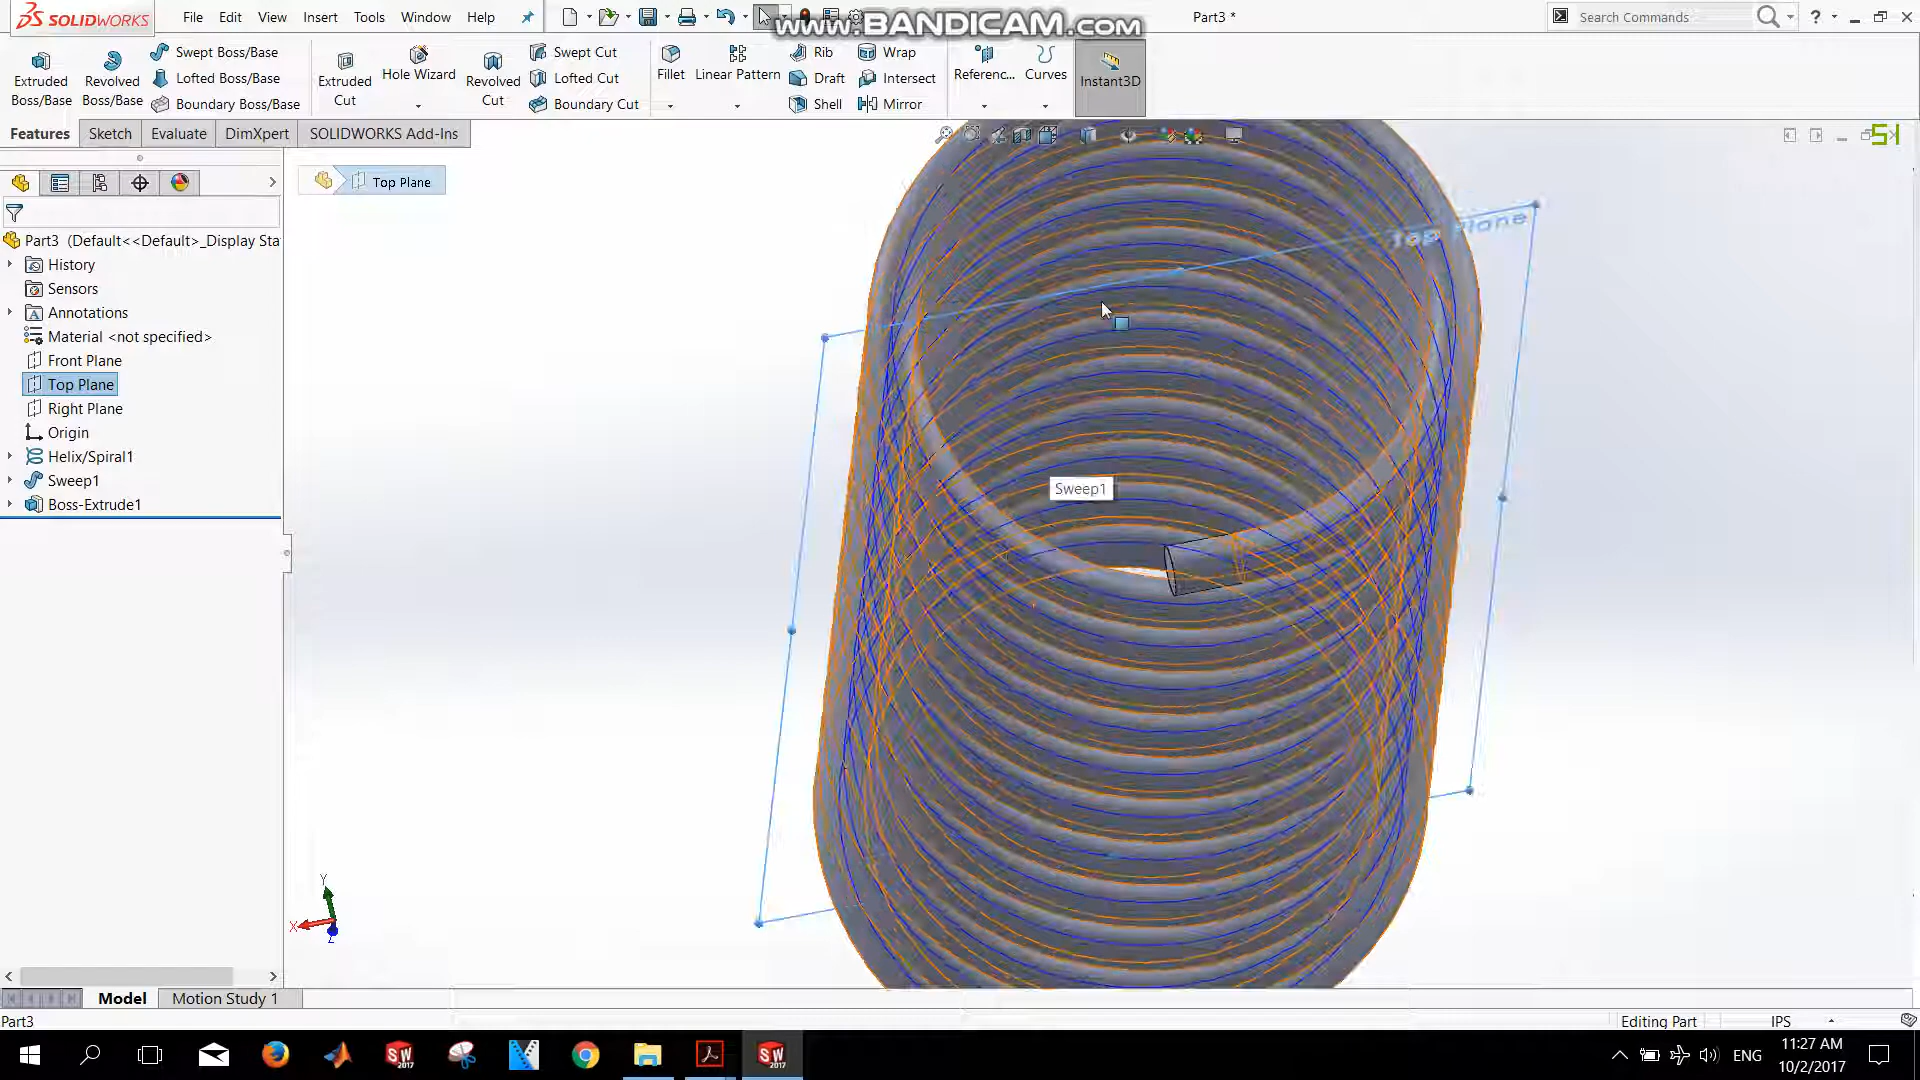 SOLIDWORKS
File Edit View Insert Tools Window Help
www.BANDICAM.com
Part3 *
Search Commands
Extruded Boss/Base
Revolved Boss/Base
Swept Boss/Base
Lofted Boss/Base
Boundary Boss/Base
Extruded Cut
Hole Wizard
Revolved Cut
Swept Cut
Lofted Cut
Boundary Cut
Fillet
Linear Pattern
Rib
Draft
Shell
Wrap
Intersect
Mirror
Referenc...
Curves
Instant3D
Features Sketch Evaluate DimXpert SOLIDWORKS Add-Ins
51
Top Plane
Part3 (Default<<Default>_Display Sta
History
Sensors
Annotations
Material <not specified>
Front Plane
Top Plane
Right Plane
Origin
Helix/Spiral1
Sweep1
Boss-Extrude1
Top Plane
Sweep1
Y
X
Z
Model Motion Study 1
Part3
Editing Part
IPS
SW 2017
SW 2017
ENG
11:27 AM
10/2/2017